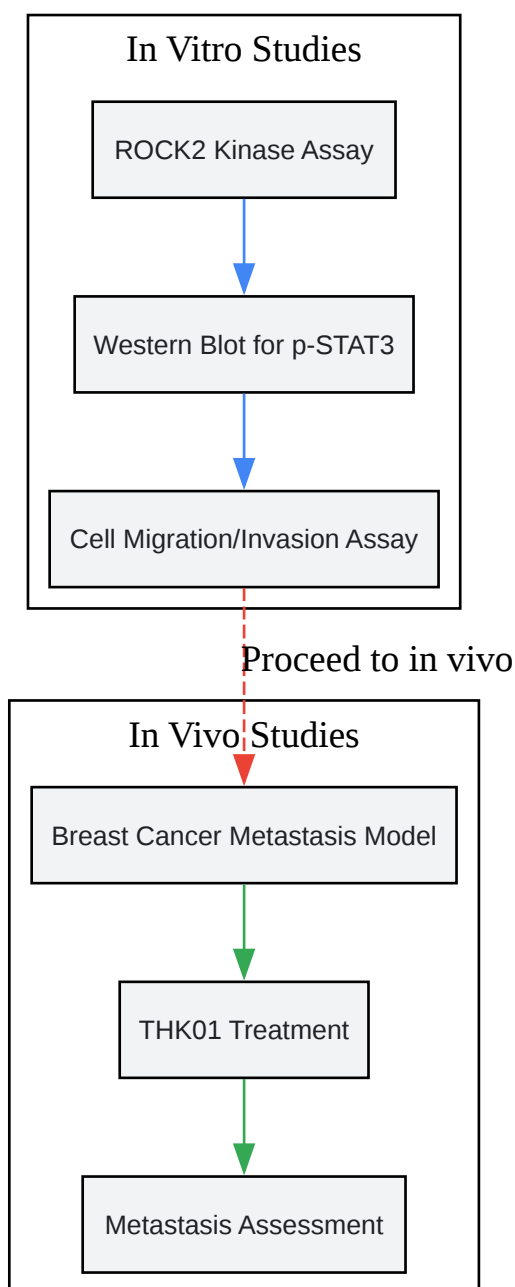 In Vitro Studies
ROCK2 Kinase Assay
Western Blot for p-STAT3
Cell Migration/Invasion Assay
Proceed to in vivo
In Vivo Studies
Breast Cancer Metastasis Model
THK01 Treatment
Metastasis Assessment